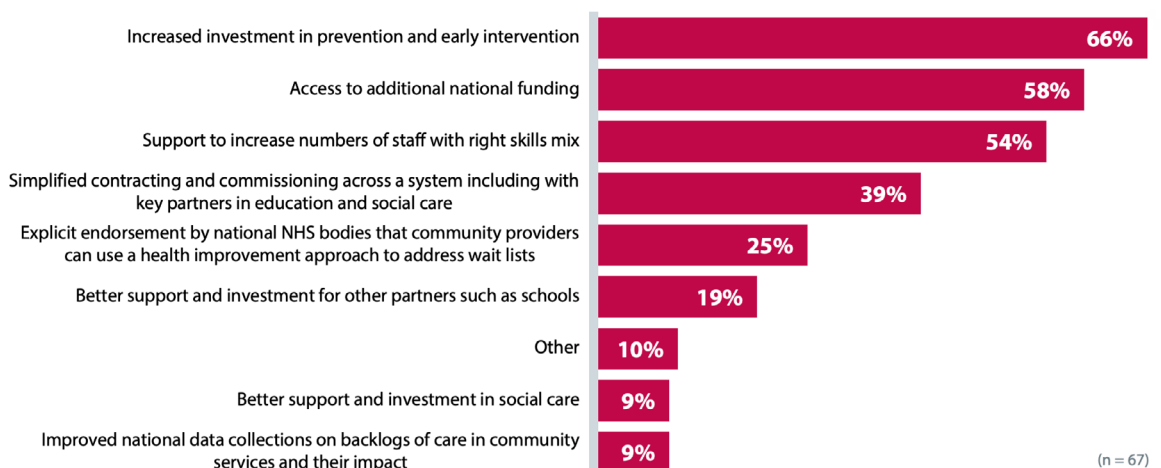 Increased investment in prevention and early intervention
66%
Access to additional national funding
58%
Support to increase numbers of staff with right skills mix
54%
Simplified contracting and commissioning across a system including with
key partners in education and social care
39%
Explicit endorsement by national NHS bodies that community providers
can use a health improvement approach to address wait lists
25%
Better support and investment for other partners such as schools
19%
Other
10%
Better support and investment in social care
9%
Improved national data collections on backlogs of care in community
services and their impact
9%
(n = 67)